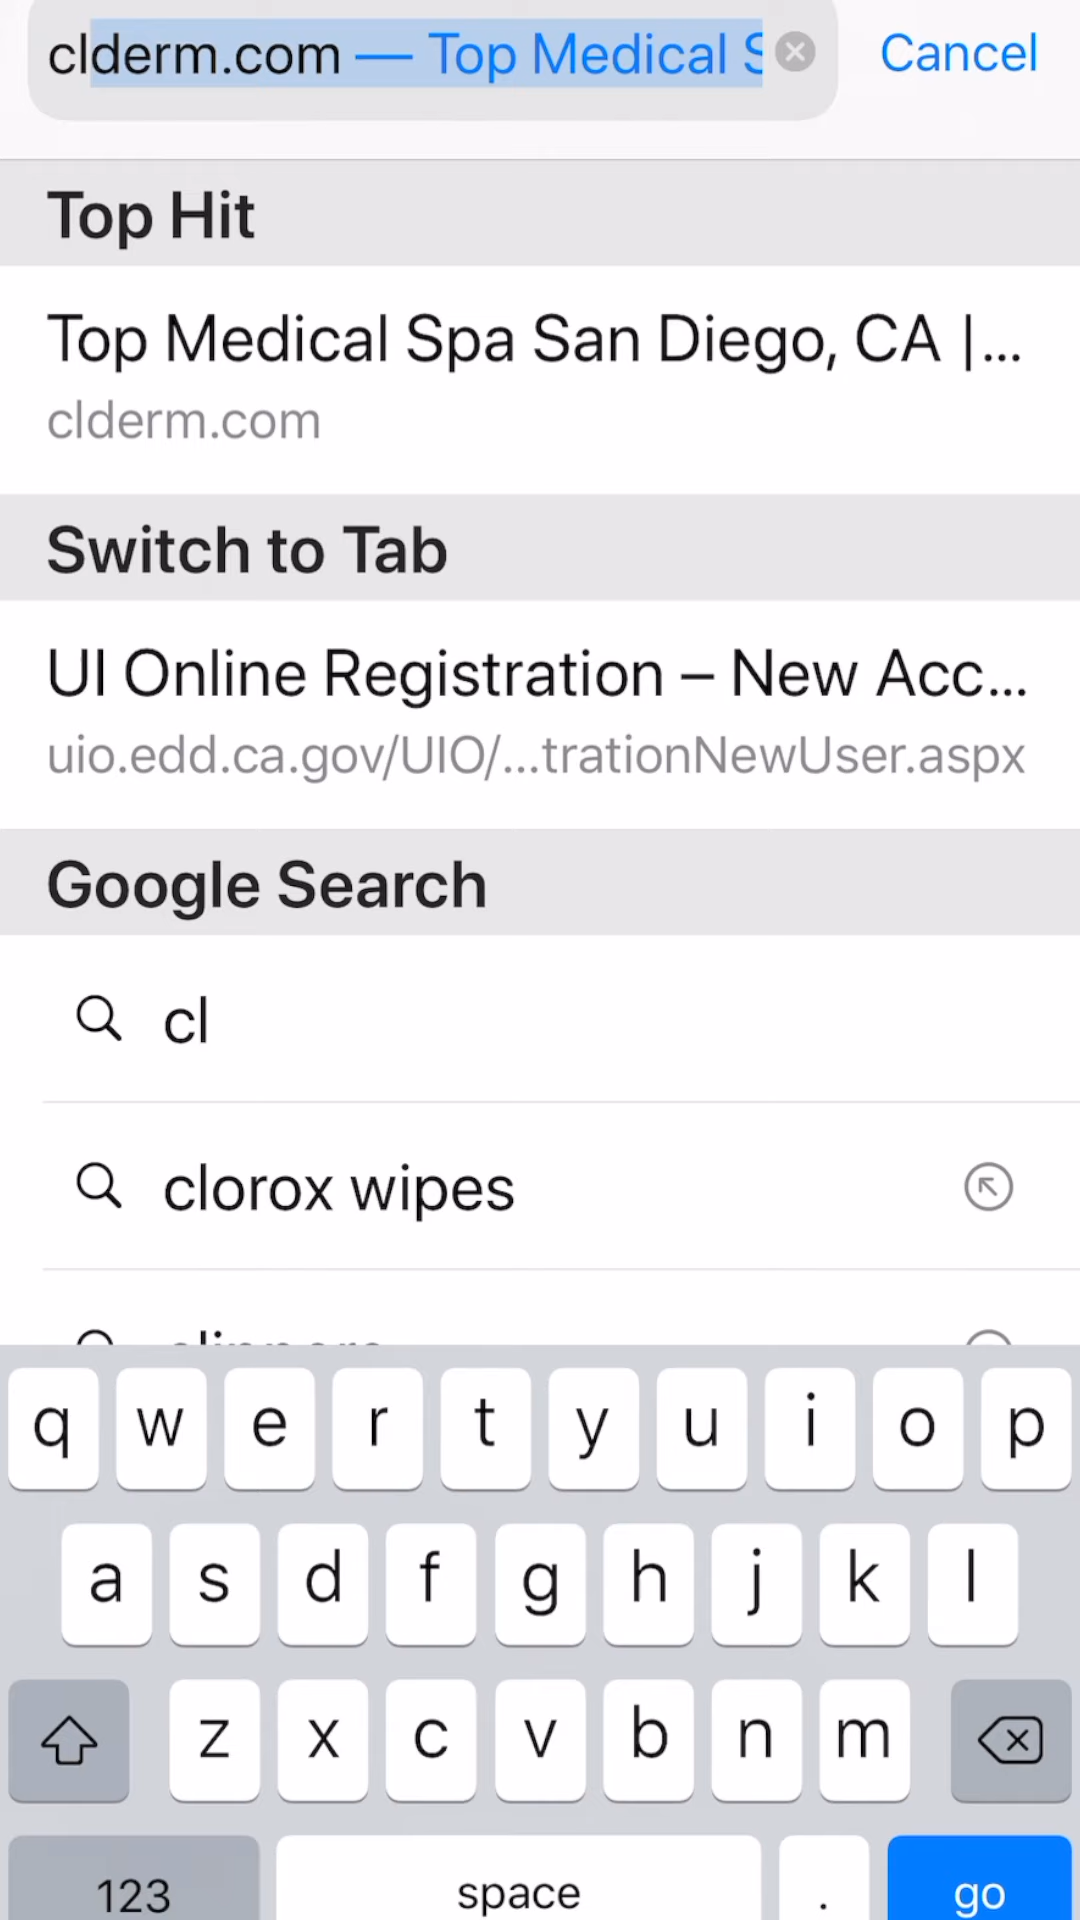 clderm.com — Top Medical S
Cancel
Top Hit
Top Medical Spa San Diego, CA |...
clderm.com
Switch to Tab
UI Online Registration – New Acc...
uio.edd.ca.gov/UIO/...trationNewUser.aspx
Google Search
cl
clorox wipes
q w e r t y u i o p
a s d f g h j k l
z x c v b n m
123 space . go